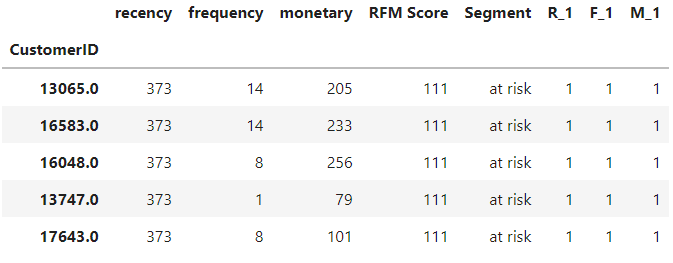 recency frequency monetary RFM Score Segment R_1 F_1 M_1
CustomerID
13065.0 373 14 205 111 at risk 1 1 1
16583.0 373 14 233 111 at risk 1 1 1
16048.0 373 8 256 111 at risk 1 1 1
13747.0 373 1 79 111 at risk 1 1 1
17643.0 373 8 101 111 at risk 1 1 1